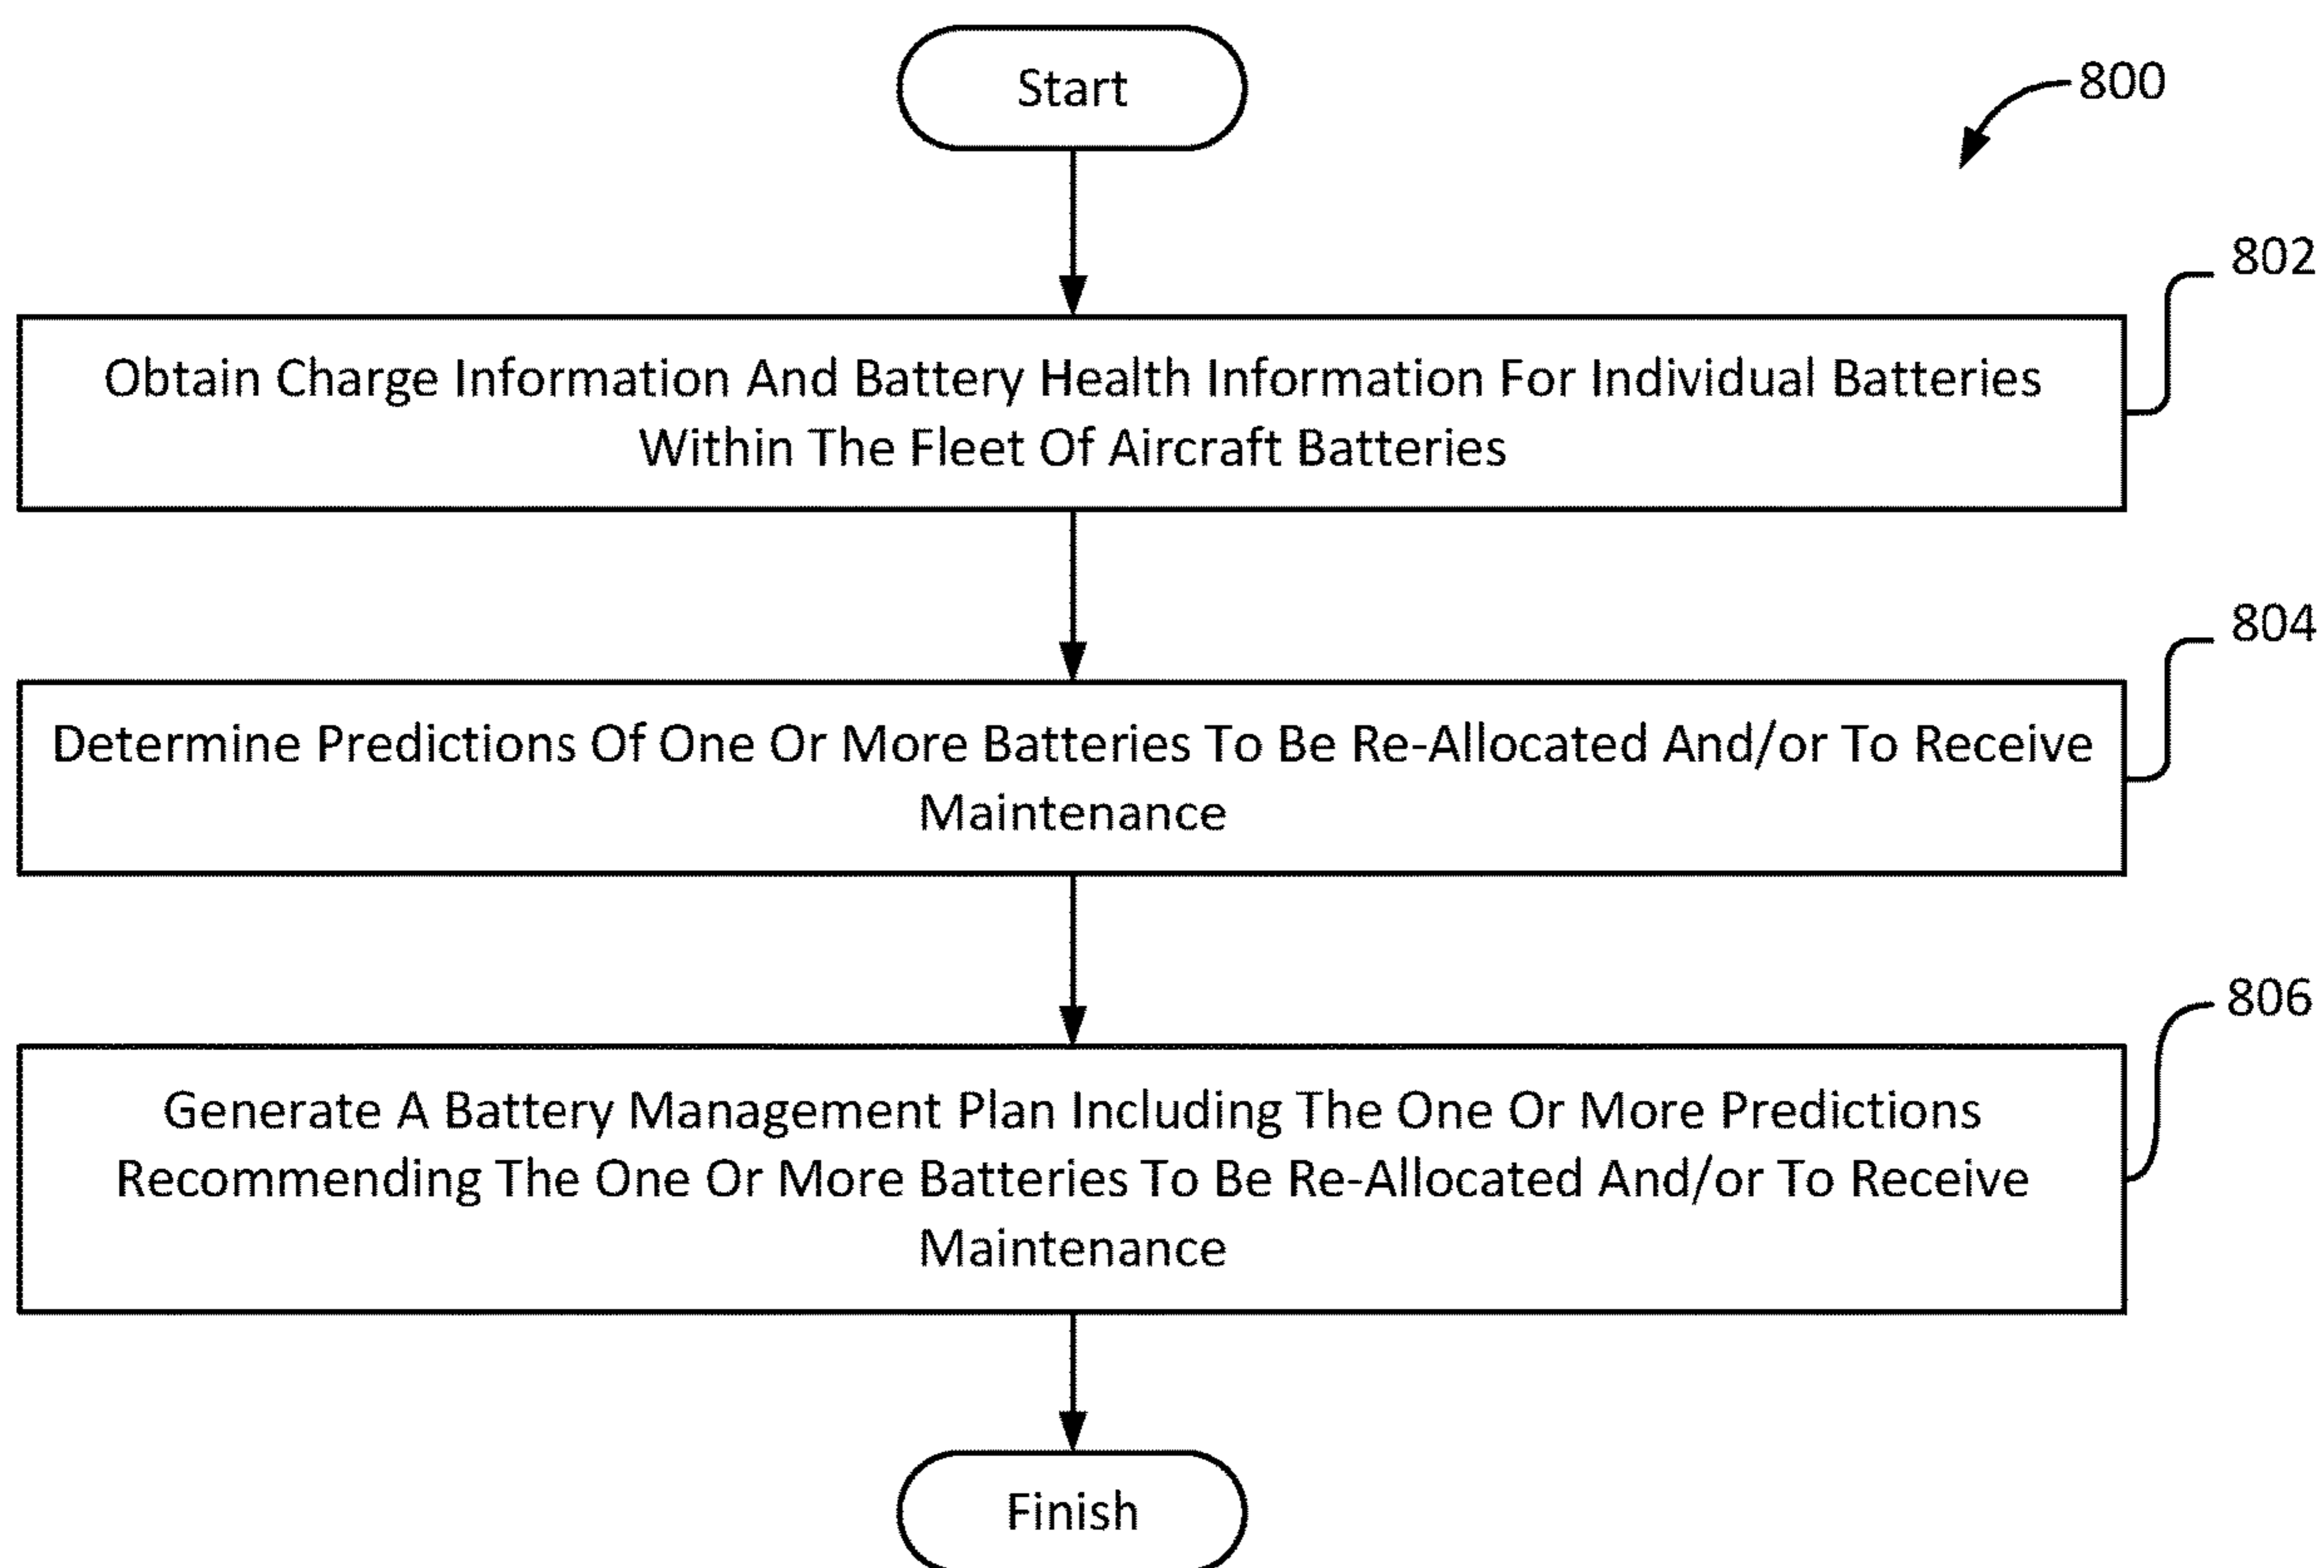 Start
800
802
Obtain Charge Information And Battery Health Information For Individual Batteries
Within The Fleet Of Aircraft Batteries
804
Determine Predictions Of One Or More Batteries To Be Re-Allocated And/or To Receive
Maintenance
806
Generate A Battery Management Plan Including The One Or More Predictions
Recommending The One Or More Batteries To Be Re-Allocated And/or To Receive
Maintenance
Finish